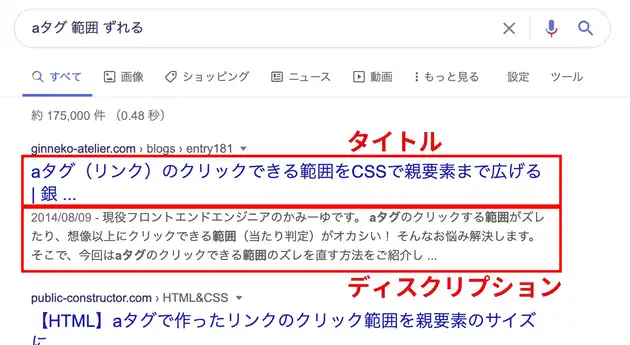 aタグ 範囲 ずれる
すべて 画像 ショッピング ニュース 動画 もっと見る 設定 ツール
約 175,000 件 （0.48 秒）
タイトル
ginneko-atelier.com › blogs › entry181
aタグ（リンク）のクリックできる範囲をCSSで親要素まで広げる
| 銀 ...
2014/08/09 - 現役フロントエンドエンジニアのかみーゆです。 aタグのクリックする範囲がズレ
たり、想像以上にクリックできる範囲（当たり判定）がオカシい！ そんなお悩み解決します。
そこで、今回はaタグのクリックできる範囲のズレを直す方法をご紹介し ...
ディスクリプション
public-constructor.com › HTML&CSS
【HTML】aタグで作ったリンクのクリック範囲を親要素のサイズ
に